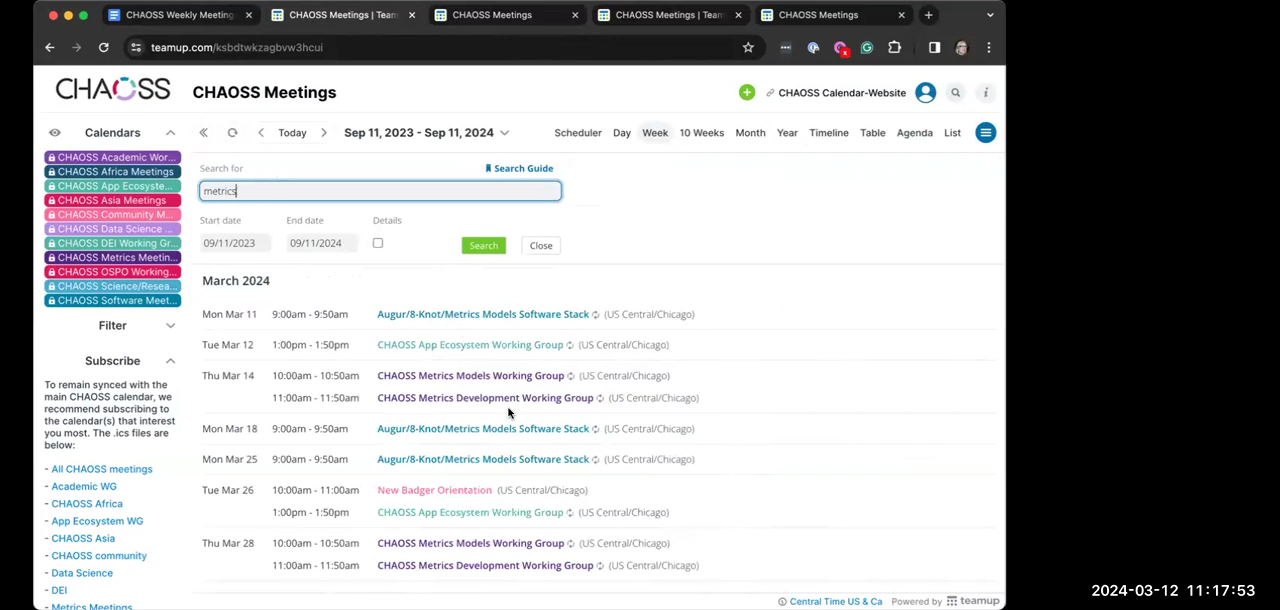 CHAOSS Weekly Meeting
CHAOSS Meetings | Team
CHAOSS Meetings
CHAOSS Meetings | Team
CHAOSS Meetings
teamup.com/ksbdtwkzagbvw3hcui
CHAOSS
CHAOSS Meetings
CHAOSS Calendar-Website
Calendars
Today
Sep 11, 2023 - Sep 11, 2024
Scheduler
Day
Week
10 Weeks
Month
Year
Timeline
Table
Agenda
List
CHAOSS Academic Wor...
CHAOSS Africa Meetings
CHAOSS App Ecosyste...
CHAOSS Asia Meetings
CHAOSS Community M...
CHAOSS Data Science ...
CHAOSS DEI Working Gr...
CHAOSS Metrics Meetin...
CHAOSS OSPO Working...
CHAOSS Science/Resea...
CHAOSS Software Meet...
Filter
Subscribe
To remain synced with the
main CHAOSS calendar, we
recommend subscribing to
the calendar(s) that interest
you most. The .ics files are
below:
- All CHAOSS meetings
- Academic WG
- CHAOSS Africa
- App Ecosystem WG
- CHAOSS Asia
- CHAOSS community
- Data Science
- DEI
- Metrics Meetings
Search for
Search Guide
metrics
Start date
End date
Details
09/11/2023
09/11/2024
Search
Close
March 2024
Mon Mar 11 9:00am - 9:50am Augur/8-Knot/Metrics Models Software Stack (US Central/Chicago)
Tue Mar 12 1:00pm - 1:50pm CHAOSS App Ecosystem Working Group (US Central/Chicago)
Thu Mar 14 10:00am - 10:50am CHAOSS Metrics Models Working Group (US Central/Chicago)
11:00am - 11:50am CHAOSS Metrics Development Working Group (US Central/Chicago)
Mon Mar 18 9:00am - 9:50am Augur/8-Knot/Metrics Models Software Stack (US Central/Chicago)
Mon Mar 25 9:00am - 9:50am Augur/8-Knot/Metrics Models Software Stack (US Central/Chicago)
Tue Mar 26 10:00am - 11:00am New Badger Orientation (US Central/Chicago)
1:00pm - 1:50pm CHAOSS App Ecosystem Working Group (US Central/Chicago)
Thu Mar 28 10:00am - 10:50am CHAOSS Metrics Models Working Group (US Central/Chicago)
11:00am - 11:50am CHAOSS Metrics Development Working Group (US Central/Chicago)
Central Time US & Ca
Powered by teamup
2024-03-12 11:17:53